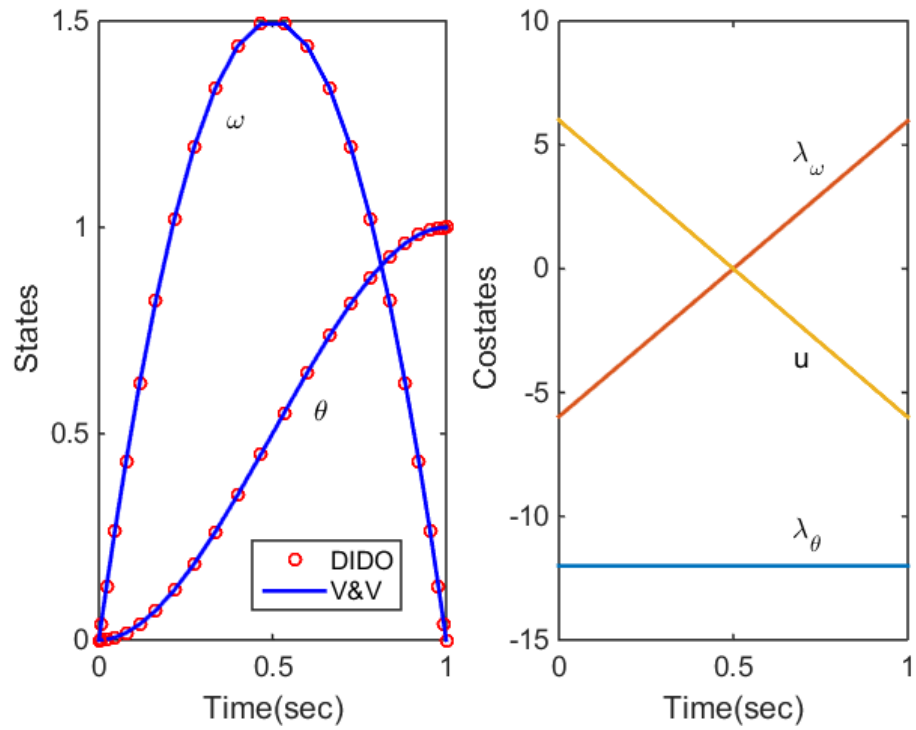 1.5
1
0.5
0
0
0.5
1
States
Time(sec)
ω
θ
DIDO
V&V
10
5
0
-5
-10
-15
0
0.5
1
Costates
Time(sec)
λω
u
λθ